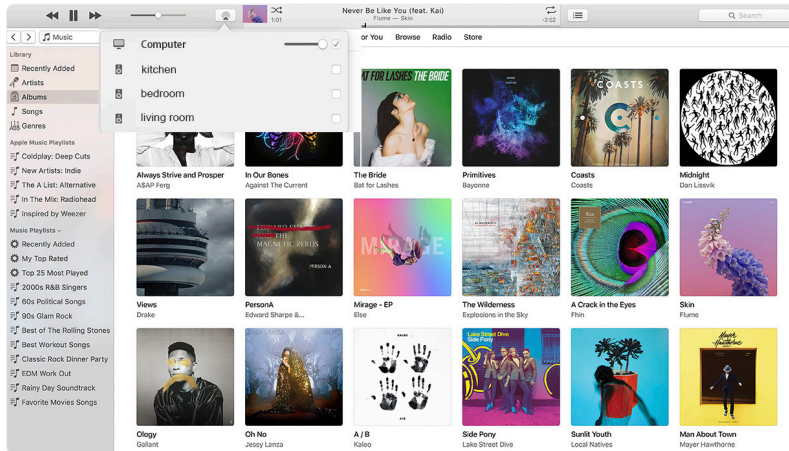 Never Be Like You (feat. Kai)
Flume — Skin
1:01
-2:52
Search
Music
Computer
kitchen
bedroom
living room
or You
Browse
Radio
Store
Library
Recently Added
Artists
Albums
Songs
Genres
Apple Music Playlists
Coldplay: Deep Cuts
New Artists: Indie
The A List: Alternative
In The Mix: Radiohead
Inspired by Weezer
Music Playlists
Recently Added
My Top Rated
Top 25 Most Played
2000s R&B Singers
60s Political Songs
90s Glam Rock
Best of The Rolling Stones
Best Workout Songs
Classic Rock Dinner Party
EDM Work Out
Rainy Day Soundtrack
Favorite Movies Songs
AT FOR LASHES THE BRIDE
COASTS
Always Strive and Prosper
A$AP Ferg
In Our Bones
Against The Current
The Bride
Bat for Lashes
Primitives
Bayonne
Coasts
Coasts
Midnight
Dan Lissvik
EDWARD SHARPE
AND THE
MAGNETIC ZEROS
PERSON A
MIRAGE
fhin
Views
Drake
PersonA
Edward Sharpe &...
Mirage - EP
Else
The Wilderness
Explosions in the Sky
A Crack in the Eyes
Fhin
Skin
Flume
KALEO
A/B
Lake Street Dive
Side Pony
Mayer
Hawthorne
Ology
Gallant
Oh No
Jessy Lanza
A / B
Kaleo
Side Pony
Lake Street Dive
Sunlit Youth
Local Natives
Man About Town
Mayer Hawthorne